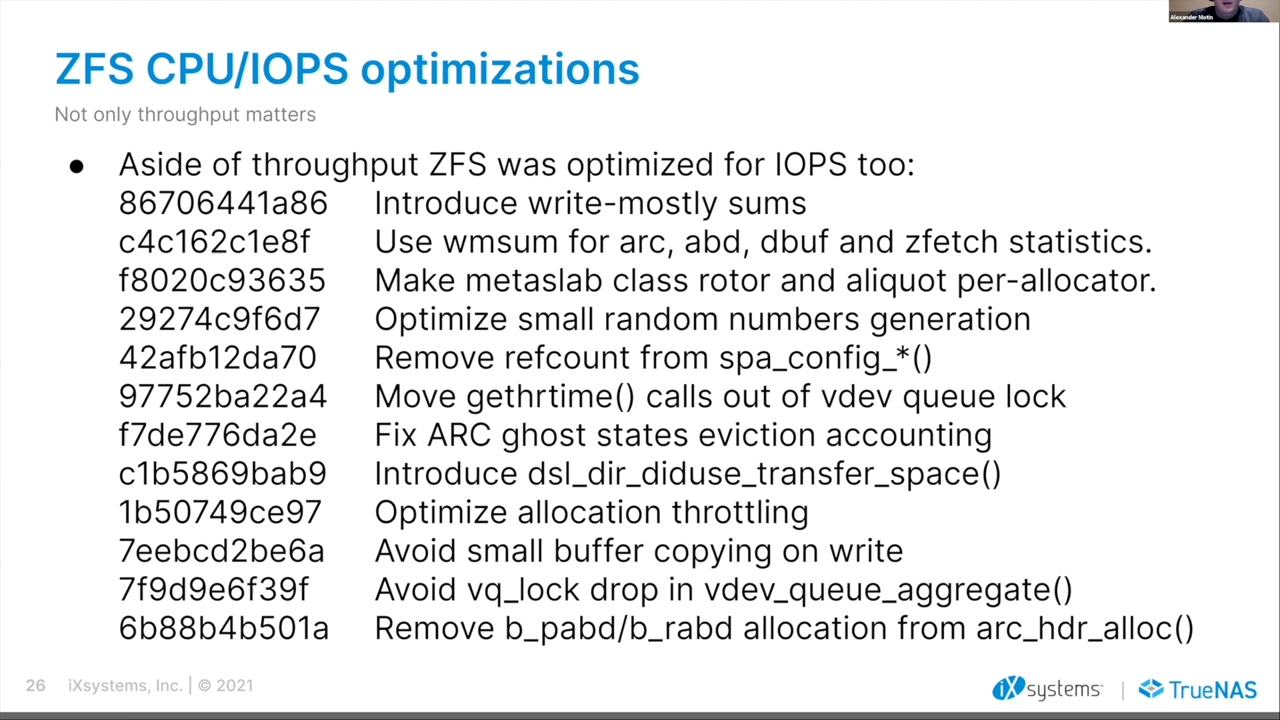 Alexander Motin
ZFS CPU/IOPS optimizations
Not only throughput matters
● Aside of throughput ZFS was optimized for IOPS too:
86706441a86 Introduce write-mostly sums
c4c162c1e8f Use wmsum for arc, abd, dbuf and zfetch statistics.
f8020c93635 Make metaslab class rotor and aliquot per-allocator.
29274c9f6d7 Optimize small random numbers generation
42afb12da70 Remove refcount from spa_config_*()
97752ba22a4 Move gethrtime() calls out of vdev queue lock
f7de776da2e Fix ARC ghost states eviction accounting
c1b5869bab9 Introduce dsl_dir_diduse_transfer_space()
1b50749ce97 Optimize allocation throttling
7eebcd2be6a Avoid small buffer copying on write
7f9d9e6f39f Avoid vq_lock drop in vdev_queue_aggregate()
6b88b4b501a Remove b_pabd/b_rabd allocation from arc_hdr_alloc()
26 iXsystems, Inc. | © 2021
iXsystems | TrueNAS